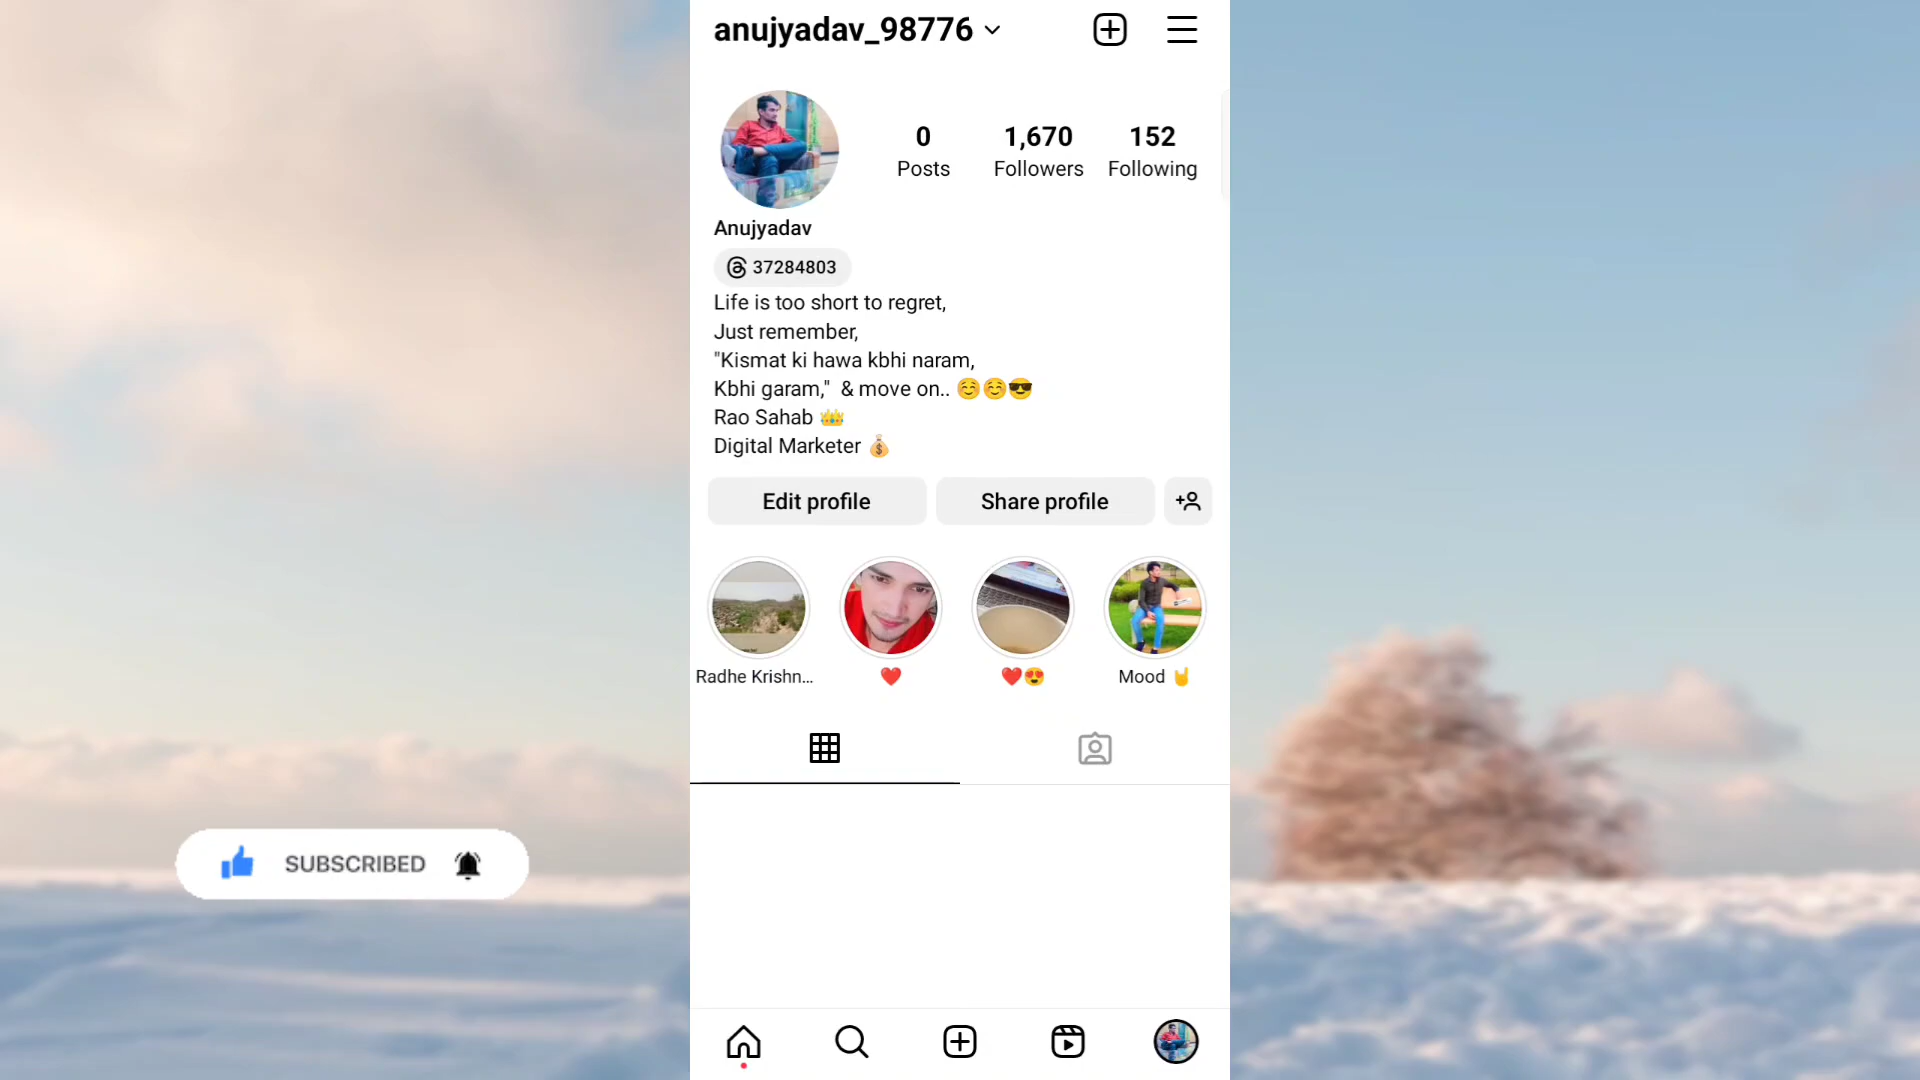 anujyadav_98776
0 1,670 152
Posts Followers Following
Anujyadav
37284803
Life is too short to regret,
Just remember,
"Kismat ki hawa kbhi naram,
Kbhi garam," & move on.. ☺️☺️😎
Rao Sahab 👑
Digital Marketer 💰
Edit profile Share profile
Radhe Krishn... ❤️ ❤️😍 Mood 🤘
SUBSCRIBED